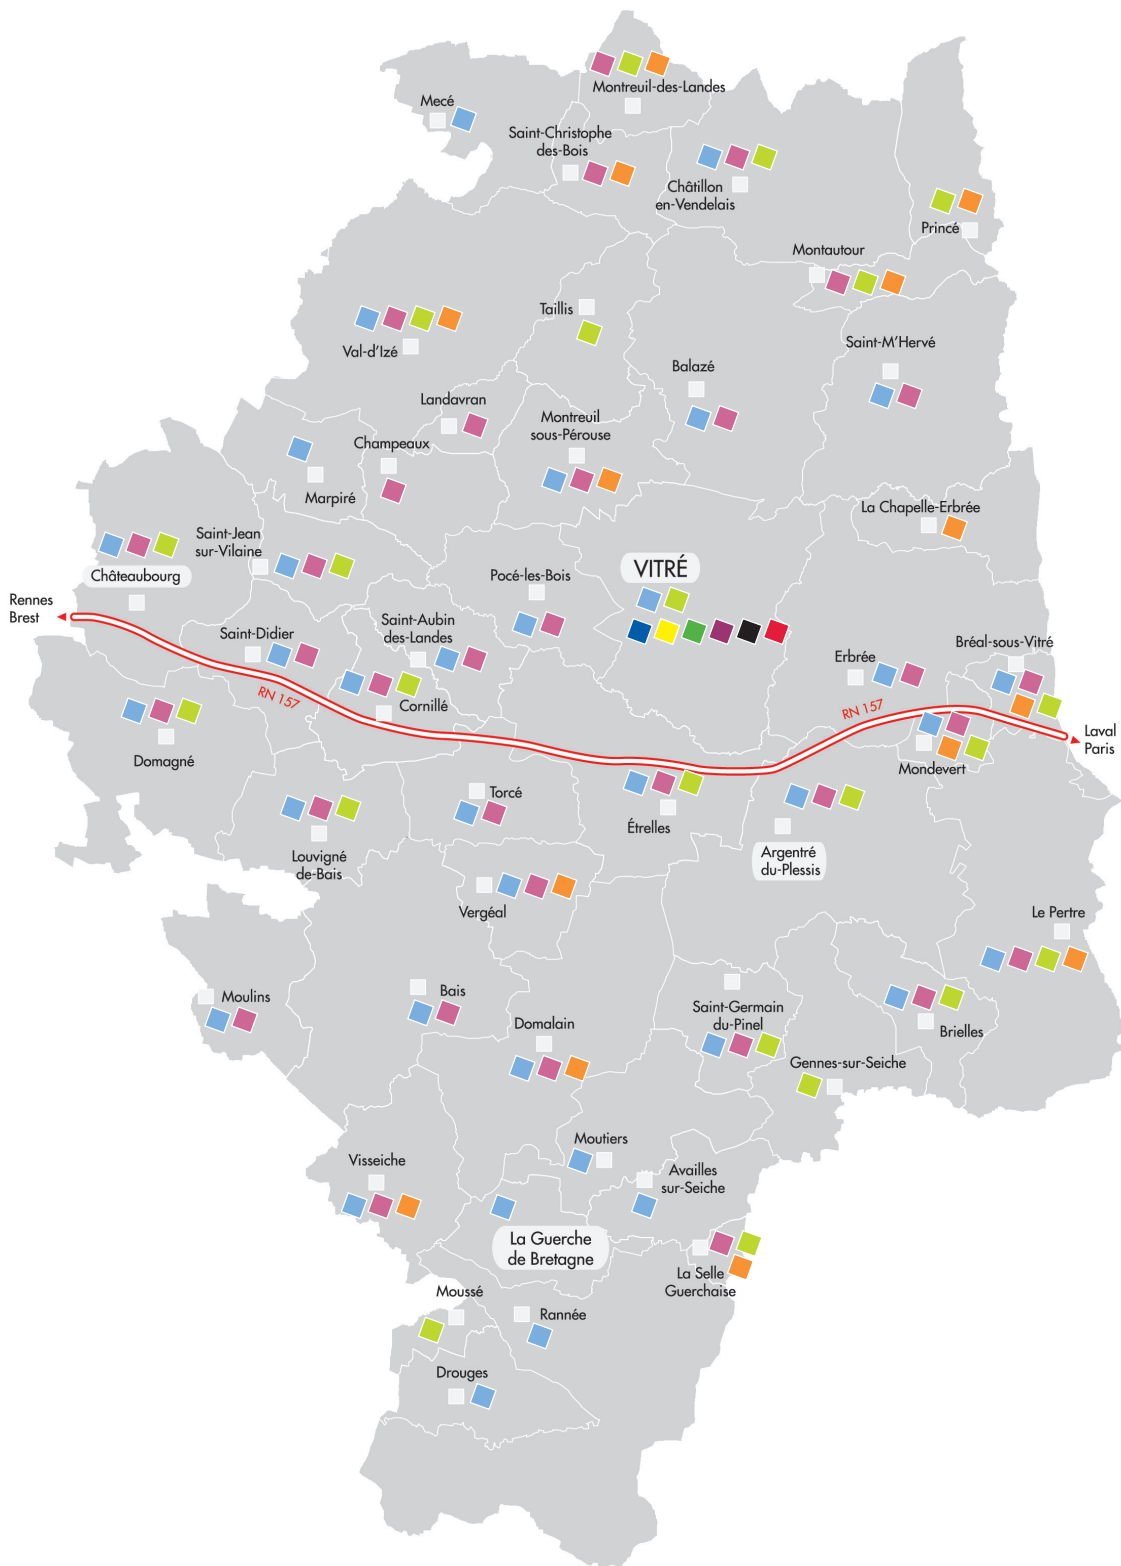 Montreuil-des-Landes
Mecé
Saint-Christophe
des-Bois
Châtillon
en-Vendelais
Princé
Montautour
Taillis
Val-d'Izé
Saint-M'Hervé
Balazé
Landavran
Montreuil
sous-Pérouse
Champeaux
Marpiré
La Chapelle-Erbrée
Saint-Jean
sur-Vilaine
Châteaubourg
Pocé-les-Bois
VITRÉ
Rennes
Brest
Saint-Didier
Saint-Aubin
des-Landes
Bréal-sous-Vitré
Erbrée
RN 157
Cornillé
RN 157
Laval
Paris
Domagné
Mondevert
Torcé
Étrelles
Louvigné
de-Bais
Argentré
du-Plessis
Vergéal
Le Pertre
Moulins
Bais
Saint-Germain
du-Pinel
Domalain
Brielles
Gennes-sur-Seiche
Moutiers
Visseiche
Availles
sur-Seiche
La Guerche
de Bretagne
La Selle
Guerchaise
Moussé
Rannée
Drouges